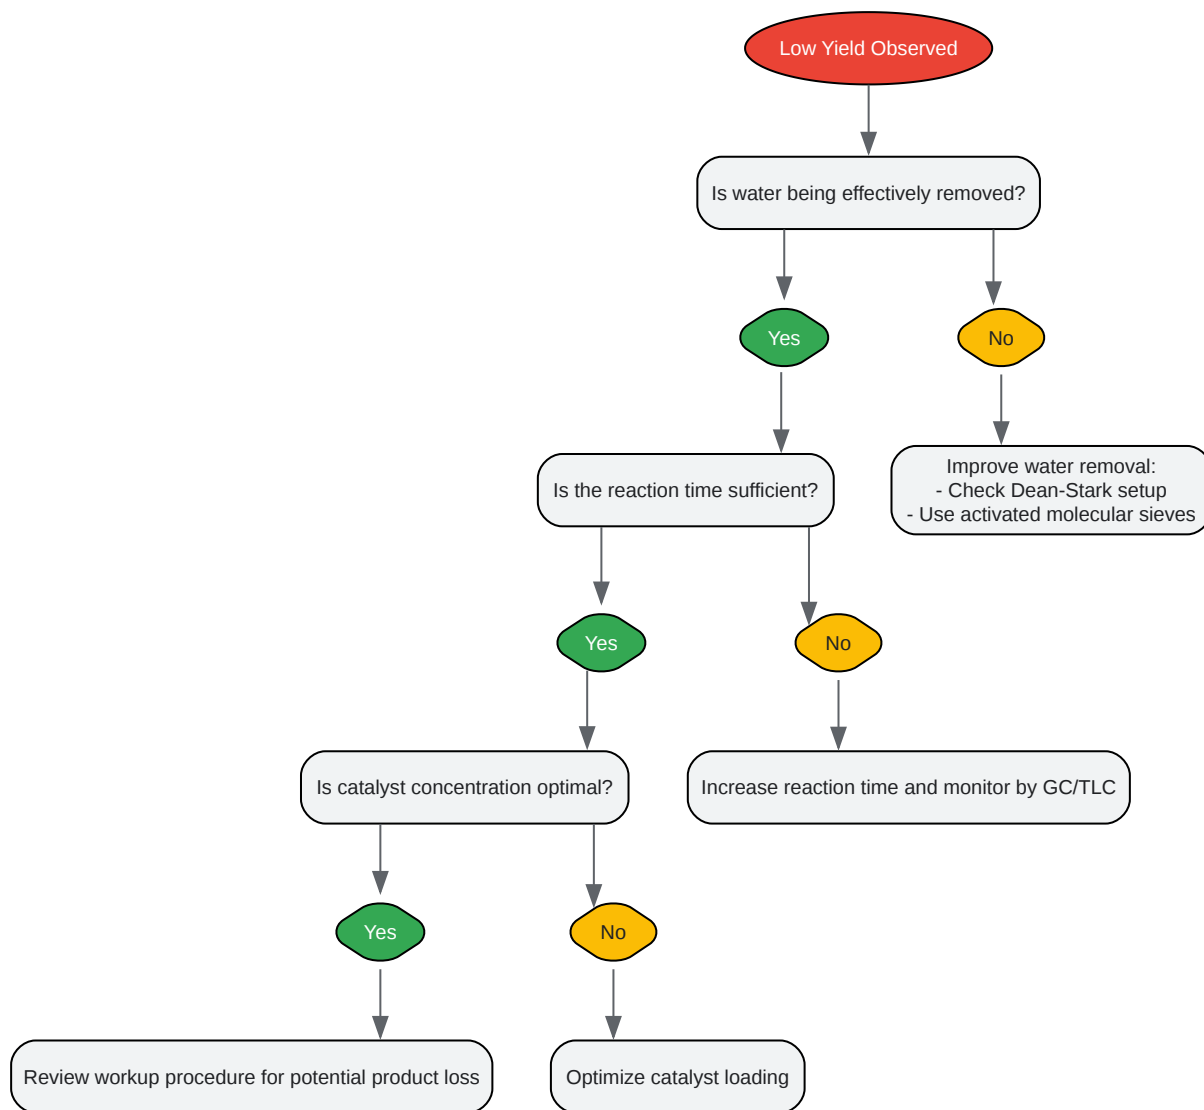 Low Yield Observed
Is water being effectively removed?
Yes
No
Is the reaction time sufficient?
Improve water removal:
- Check Dean-Stark setup
- Use activated molecular sieves
Yes
No
Is catalyst concentration optimal?
Increase reaction time and monitor by GC/TLC
Yes
No
Review workup procedure for potential product loss
Optimize catalyst loading